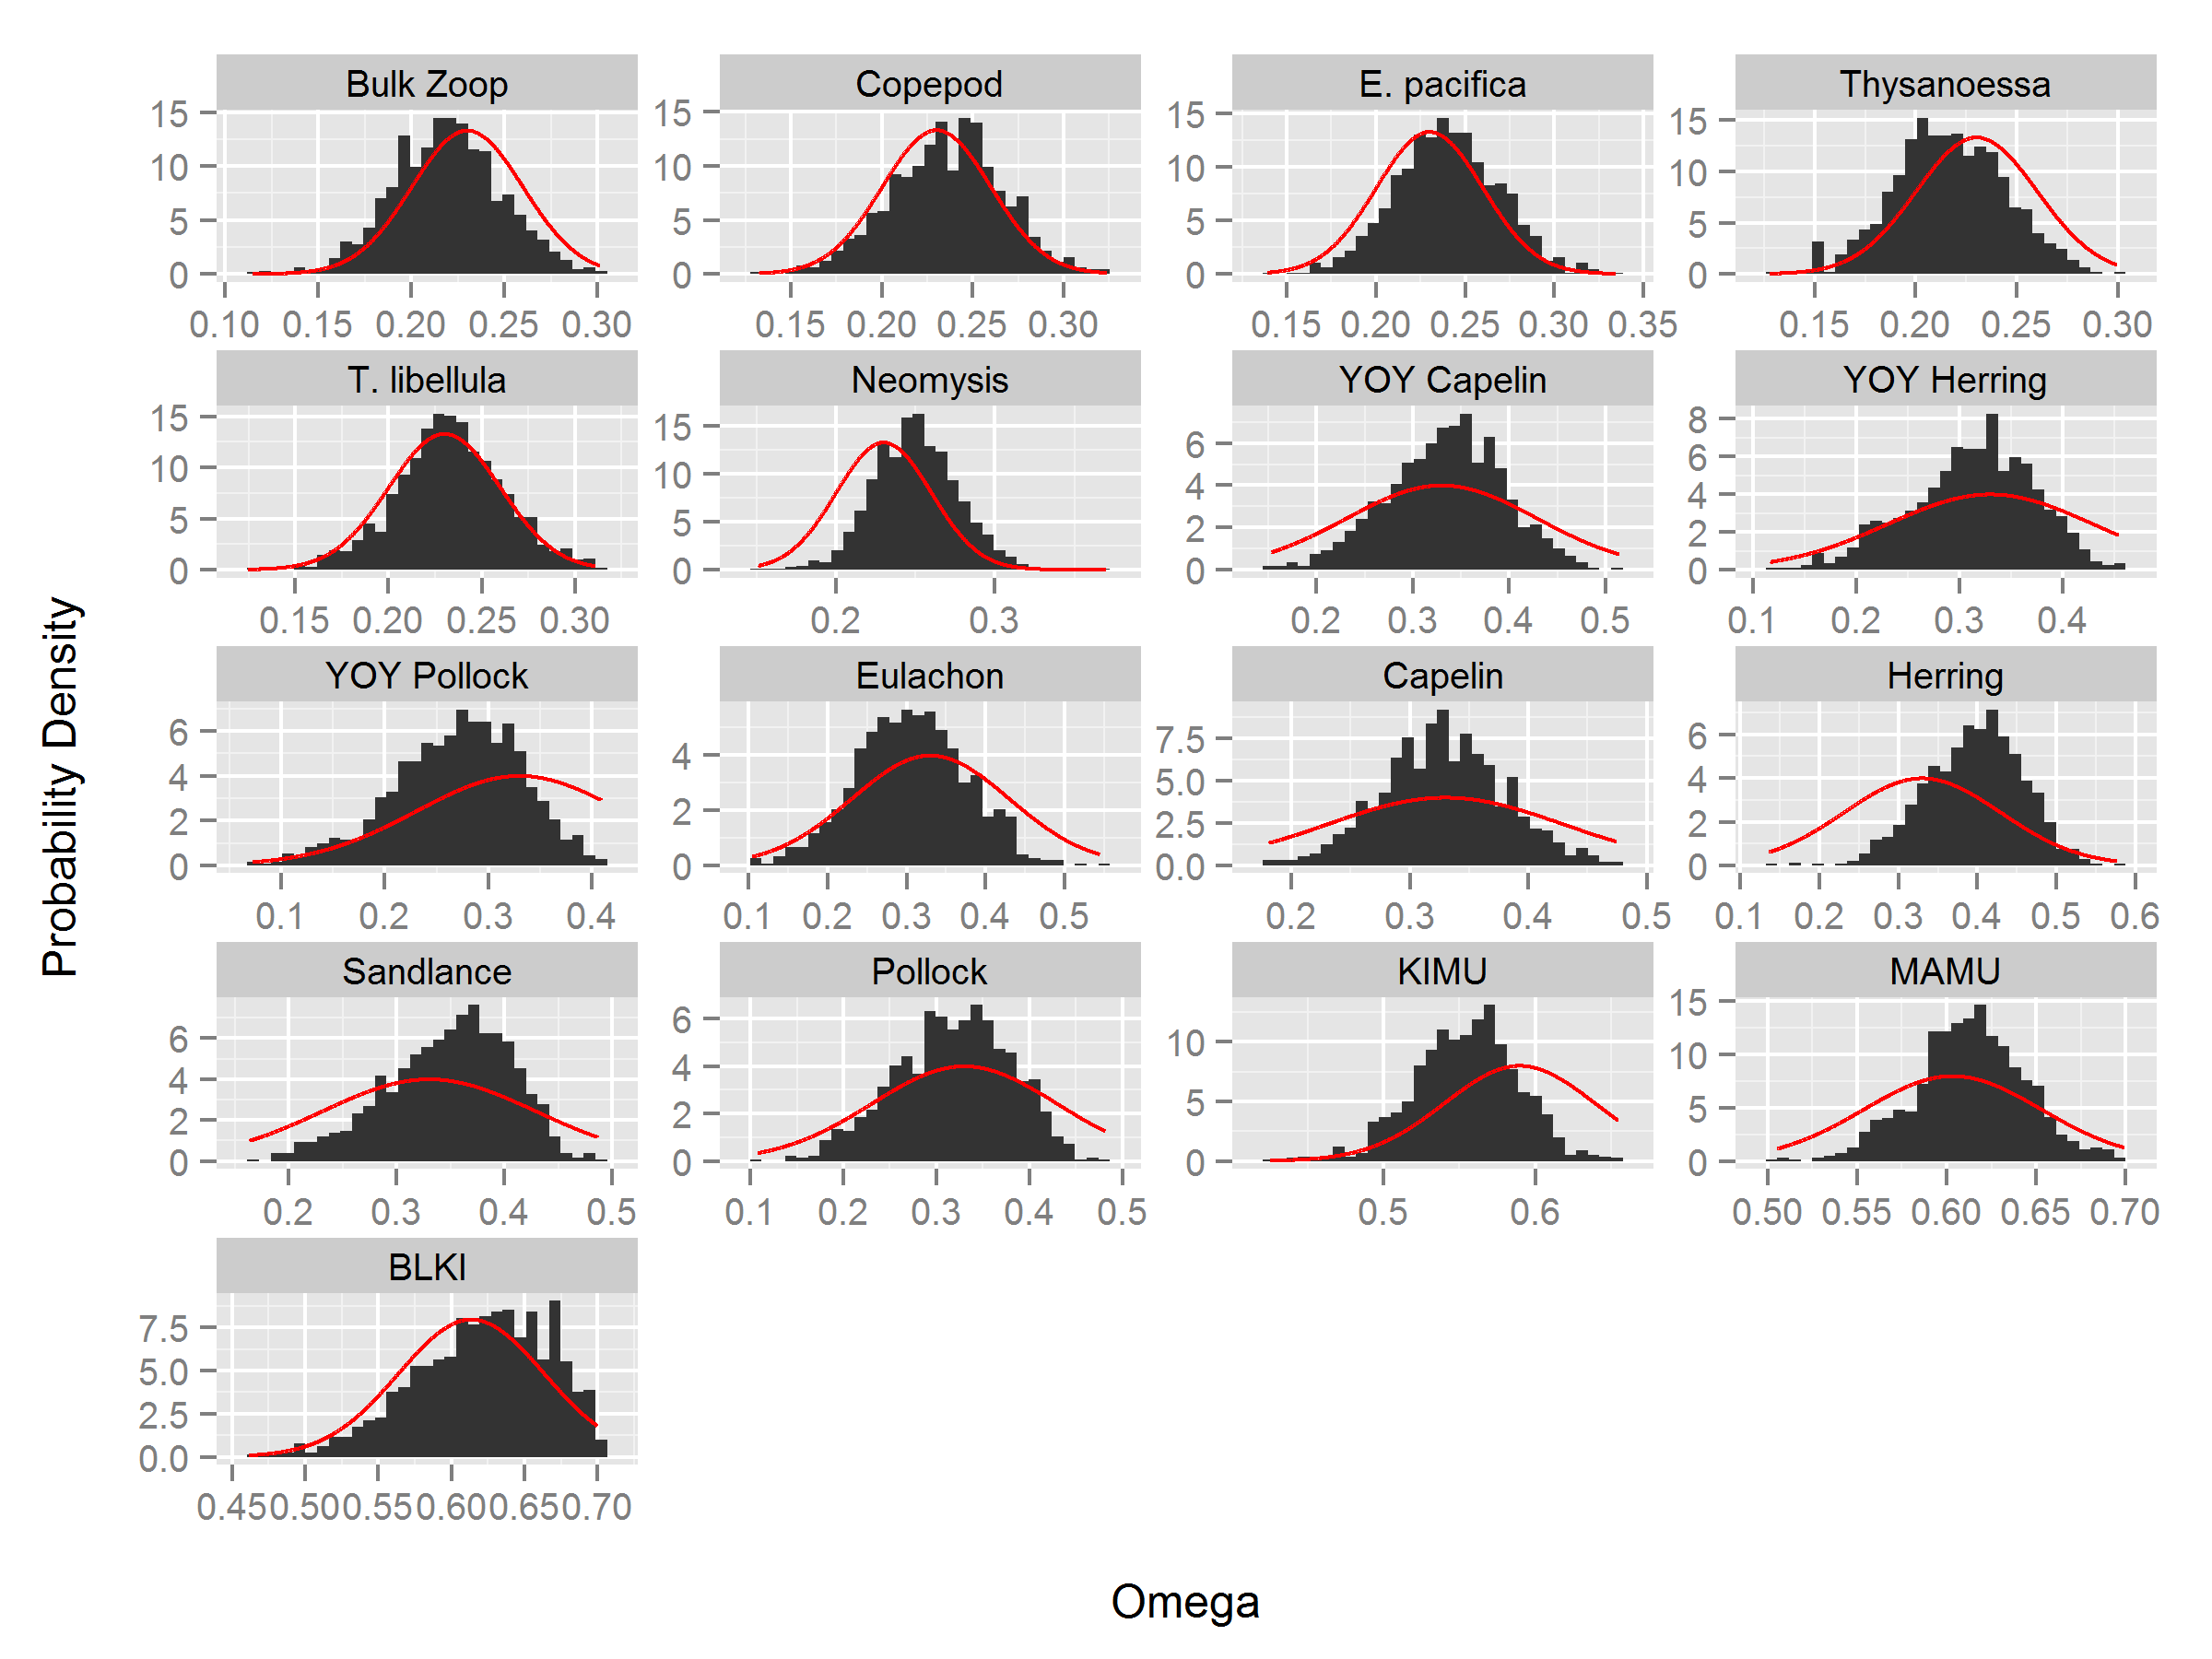 Bulk Zoop Copepod E. pacifica Thysanoessa
15 15 15 15
10 10 10 10
5 5 5 5
0 0 0 0
0.10 0.15 0.20 0.25 0.30 0.15 0.20 0.25 0.30 0.15 0.20 0.25 0.30 0.35 0.15 0.20 0.25 0.30
T. libellula Neomysis YOY Capelin YOY Herring
15 15 6 8
10 10 4 6
5 5 2 4
0 0 0 2
0
0.15 0.20 0.25 0.30 0.2 0.3 0.2 0.3 0.4 0.5 0.1 0.2 0.3 0.4
Probability Density
YOY Pollock Eulachon Capelin Herring
6 4 7.5 6
4 2 5.0 4
2 0 2.5 2
0 0.0 0
0.1 0.2 0.3 0.4 0.1 0.2 0.3 0.4 0.5 0.2 0.3 0.4 0.5 0.1 0.2 0.3 0.4 0.5 0.6
Sandlance Pollock KIMU MAMU
6 6 10 15
4 4 5 10
2 2 0 5
0 0 0
0.2 0.3 0.4 0.5 0.1 0.2 0.3 0.4 0.5 0.5 0.6 0.50 0.55 0.60 0.65 0.70
BLKI
7.5
5.0
2.5
0.0
0.45 0.50 0.55 0.60 0.65 0.70
Omega